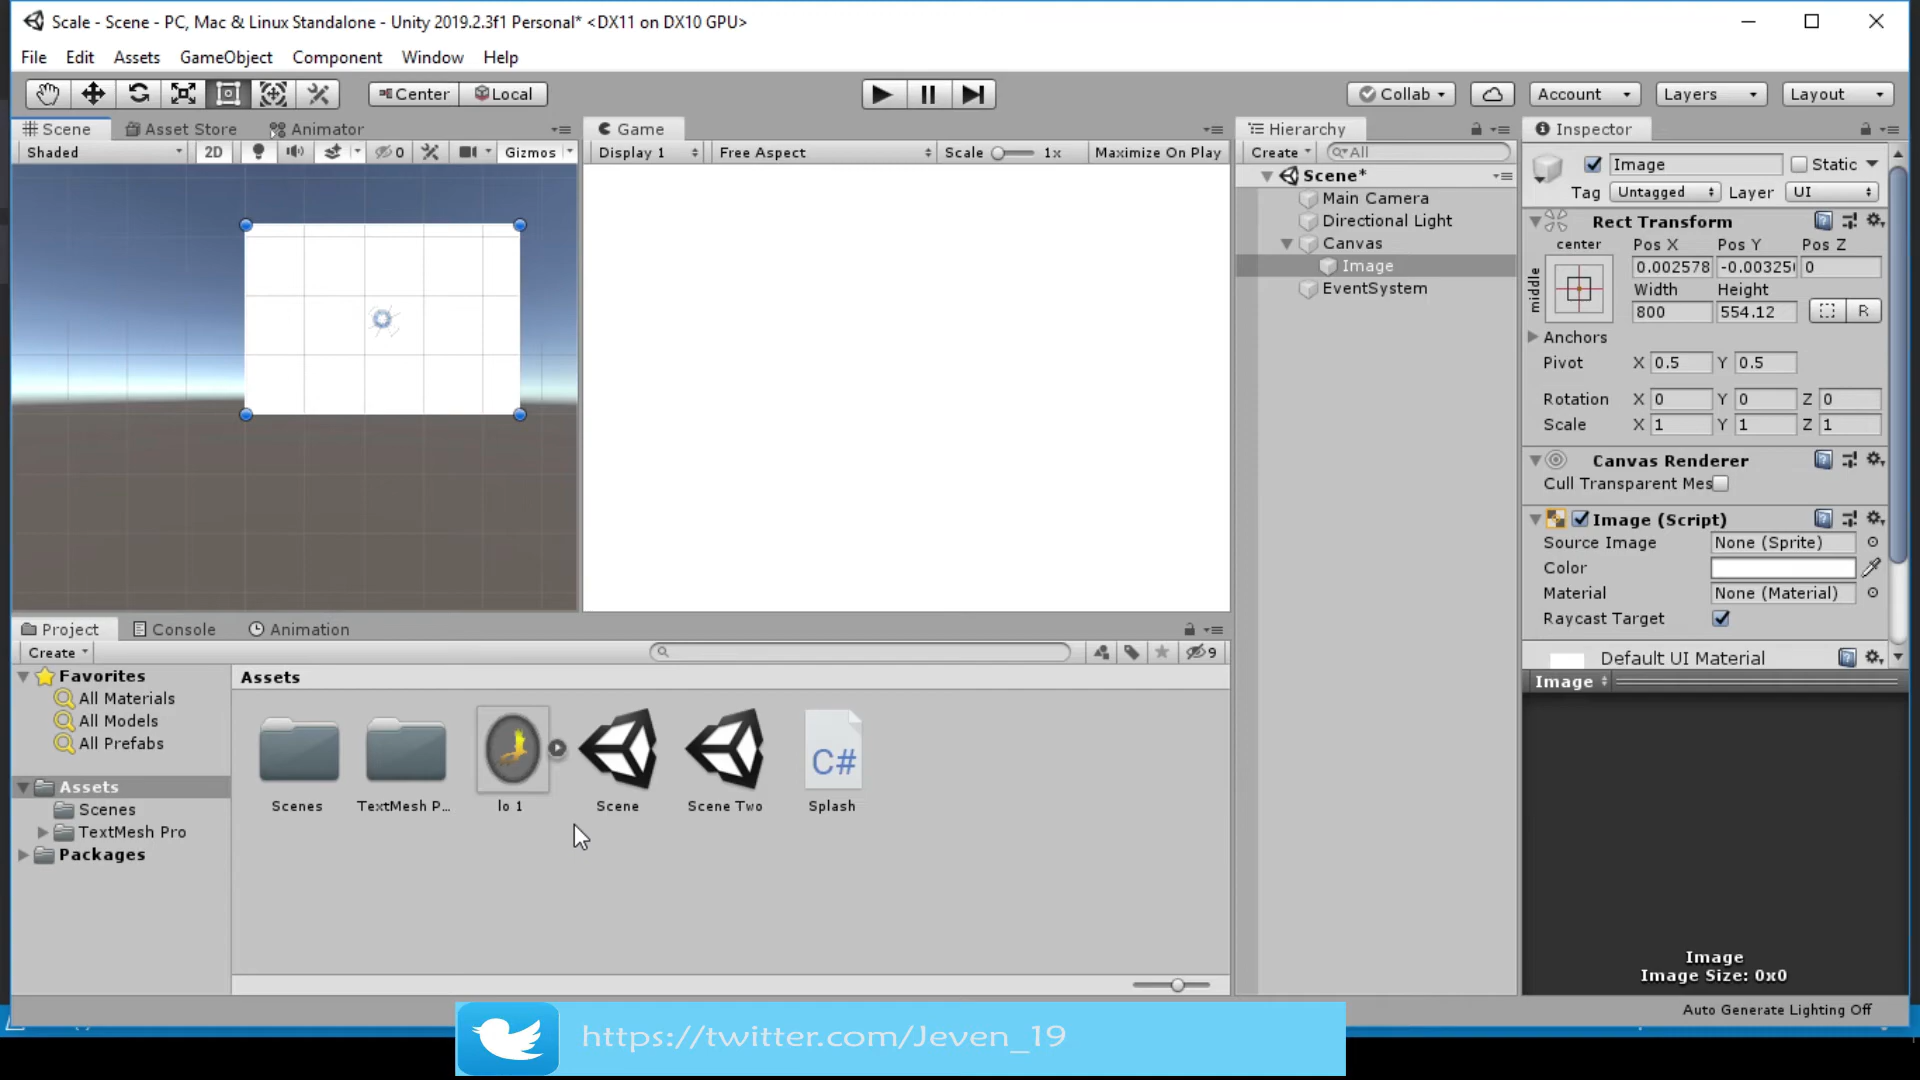 Scale - Scene - PC, Mac & Linux Standalone - Unity 2019.2.3f1 Personal* <DX11 on DX10 GPU>
File Edit Assets GameObject Component Window Help
Center Local Collab Account Layers Layout
Scene Asset Store Animator
Shaded 2D 0 Gizmos
Game
Display 1 Free Aspect Scale 1x Maximize On Play
Hierarchy
Create All
Scene*
Main Camera
Directional Light
Canvas
Image
EventSystem
Inspector
Image Static
Tag Untagged Layer UI
Rect Transform
center Pos X Pos Y Pos Z
middle
0.002578 -0.00325 0
Width Height
800 554.12 R
Anchors
Pivot X 0.5 Y 0.5
Rotation X 0 Y 0 Z 0
Scale X 1 Y 1 Z 1
Canvas Renderer
Cull Transparent Mes
Image (Script)
Source Image None (Sprite)
Color
Material None (Material)
Raycast Target
Default UI Material
Image
Image
Image Size: 0x0
Project Console Animation
Create 9
Favorites
All Materials
All Models
All Prefabs
Assets
Scenes
TextMesh Pro
Packages
Assets
C#
Scenes TextMesh P... lo 1 Scene Scene Two Splash
Auto Generate Lighting Off
https://twitter.com/Jeven_19